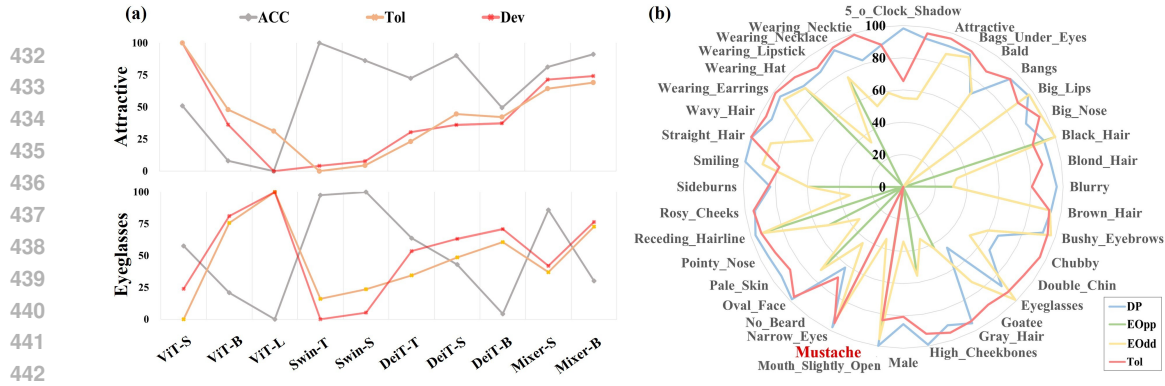 (a)
ACC
Tol
Dev
432
433
434
435
436
437
438
439
440
441
442
Attractive
100
75
50
25
0
Eyeglasses
100
75
50
25
0
ViT-S
ViT-B
ViT-L
Swin-T
Swin-S
DeiT-T
DeiT-S
DeiT-B
Mixer-S
Mixer-B
(b)
5_o_Clock_Shadow
Attractive
Bags_Under_Eyes
Bald
Bangs
Big_Lips
Big_Nose
Black_Hair
Blond_Hair
Blurry
Brown_Hair
Bushy_Eyebrows
Chubby
Double_Chin
Eyeglasses
Goatee
Gray_Hair
High_Cheekbones
Male
Mouth_Slightly_Open
Mustache
Narrow_Eyes
No_Beard
Oval_Face
Pale_Skin
Pointy_Nose
Receding_Hairline
Rosy_Cheeks
Sideburns
Smiling
Straight_Hair
Wavy_Hair
Wearing_Earrings
Wearing_Hat
Wearing_Lipstick
Wearing_Necklace
Wearing_Necktie
100
80
60
40
20
0
DP
EOpp
EOdd
Tol